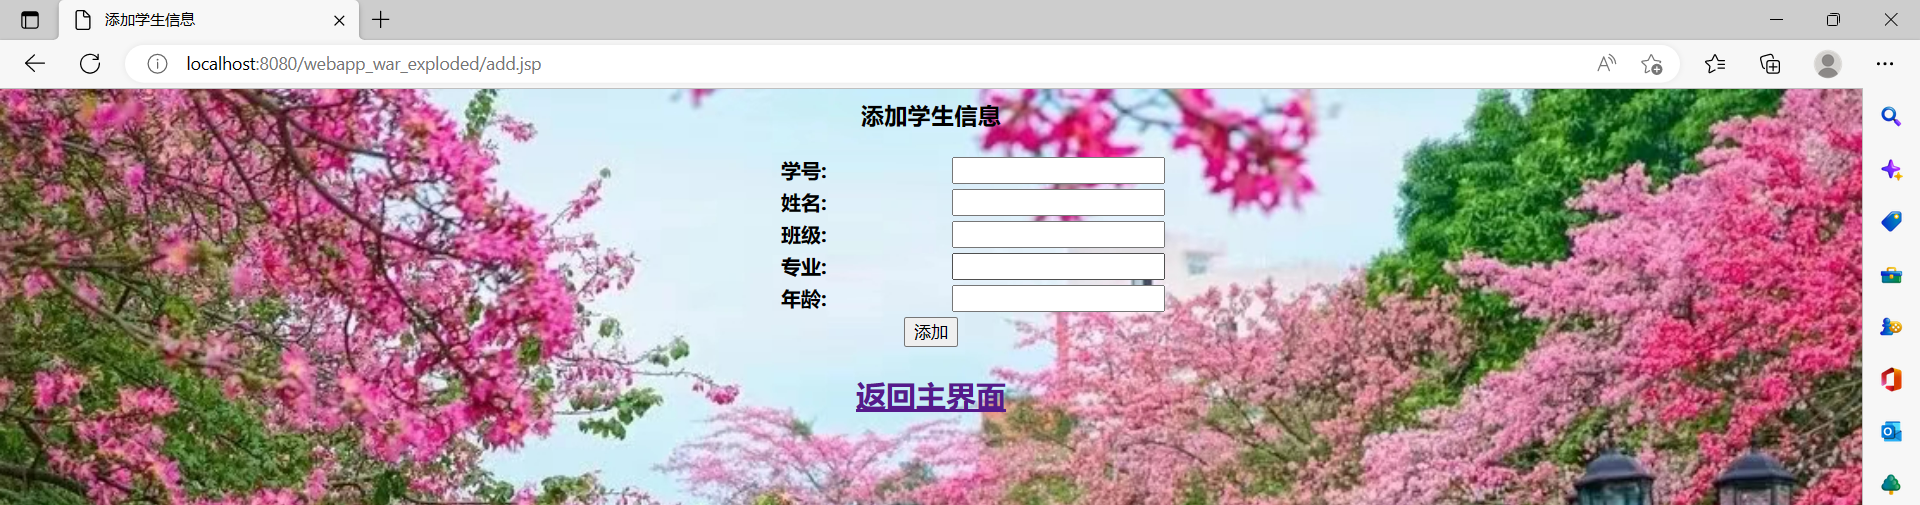 添加学生信息
localhost:8080/webapp_war_exploded/add.jsp
添加学生信息
学号:
姓名:
班级:
专业:
年龄:
添加
返回主界面